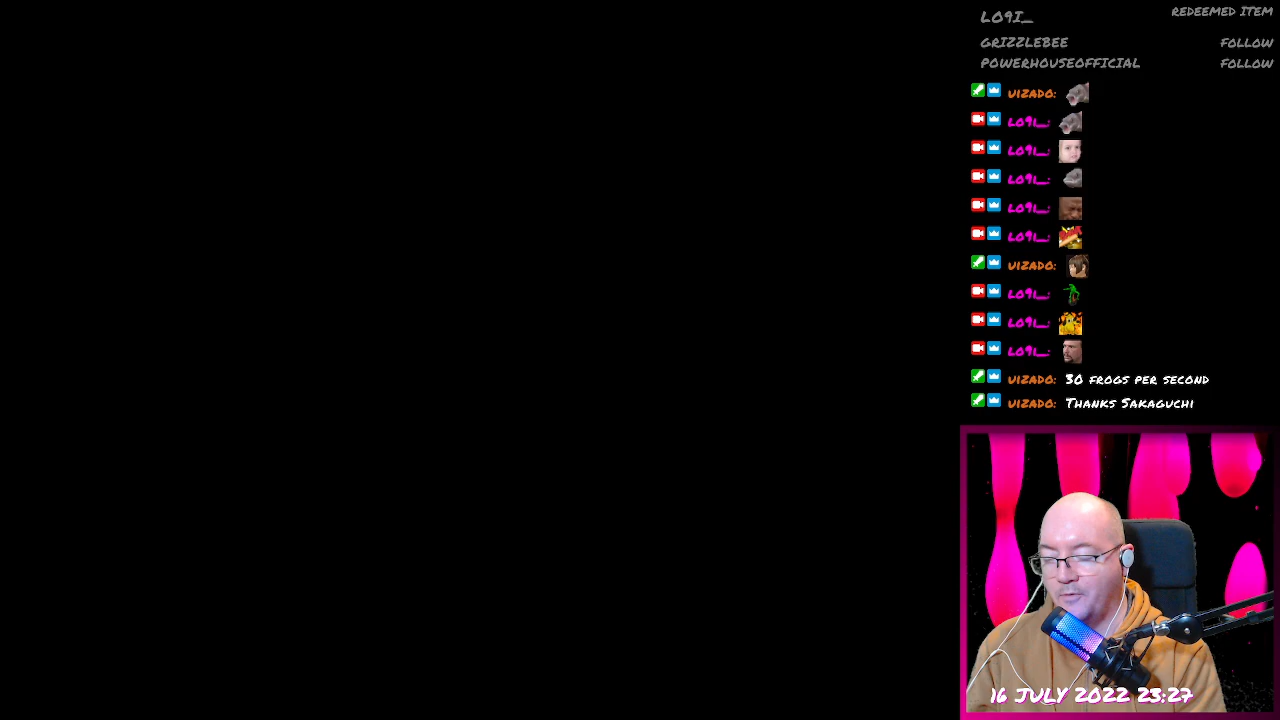 LO9I_ REDEEMED ITEM
GRIZZLEBEE FOLLOW
POWERHOUSEOFFICIAL FOLLOW
VIZADO:
LO9I_:
LO9I_:
LO9I_:
LO9I_:
LO9I_:
VIZADO:
LO9I_:
LO9I_:
LO9I_:
VIZADO: 30 FROGS PER SECOND
VIZADO: THANKS SAKAGUCHI
16 JULY 2022 23:27